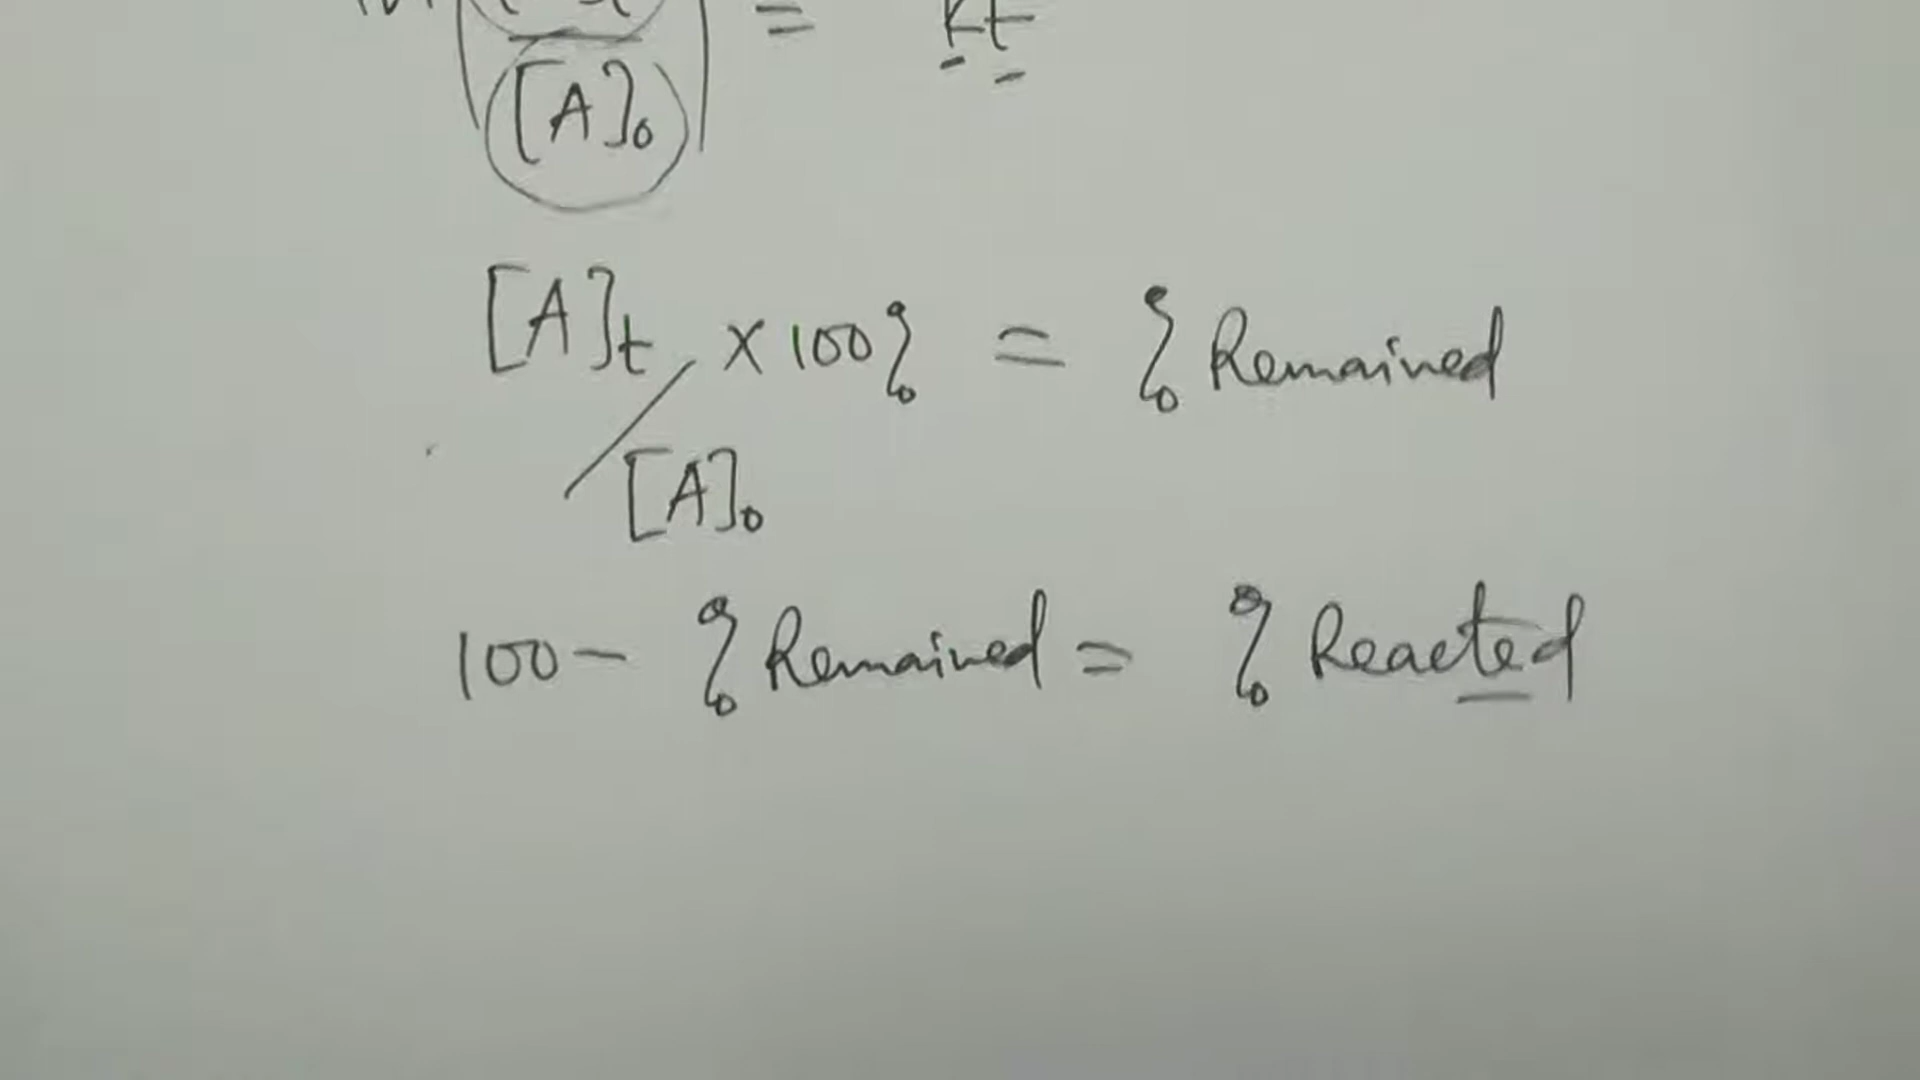 [A]₀ = kt
[A]t / [A]₀ × 100% = % Remained
100 - % Remained = % Reacted